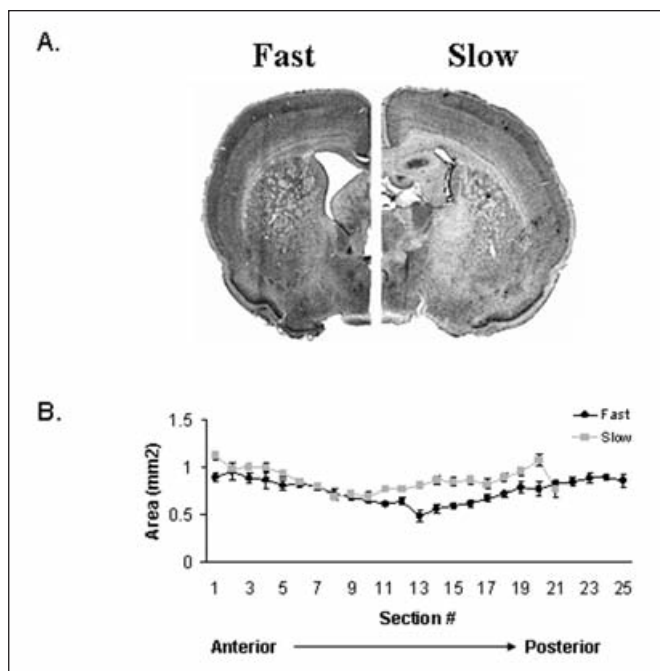 A.
Fast Slow
B.
Fast
Slow
1.5
1
0.5
0
Area (mm2)
1 3 5 7 9 11 13 15 17 19 21 23 25
Section #
Anterior Posterior